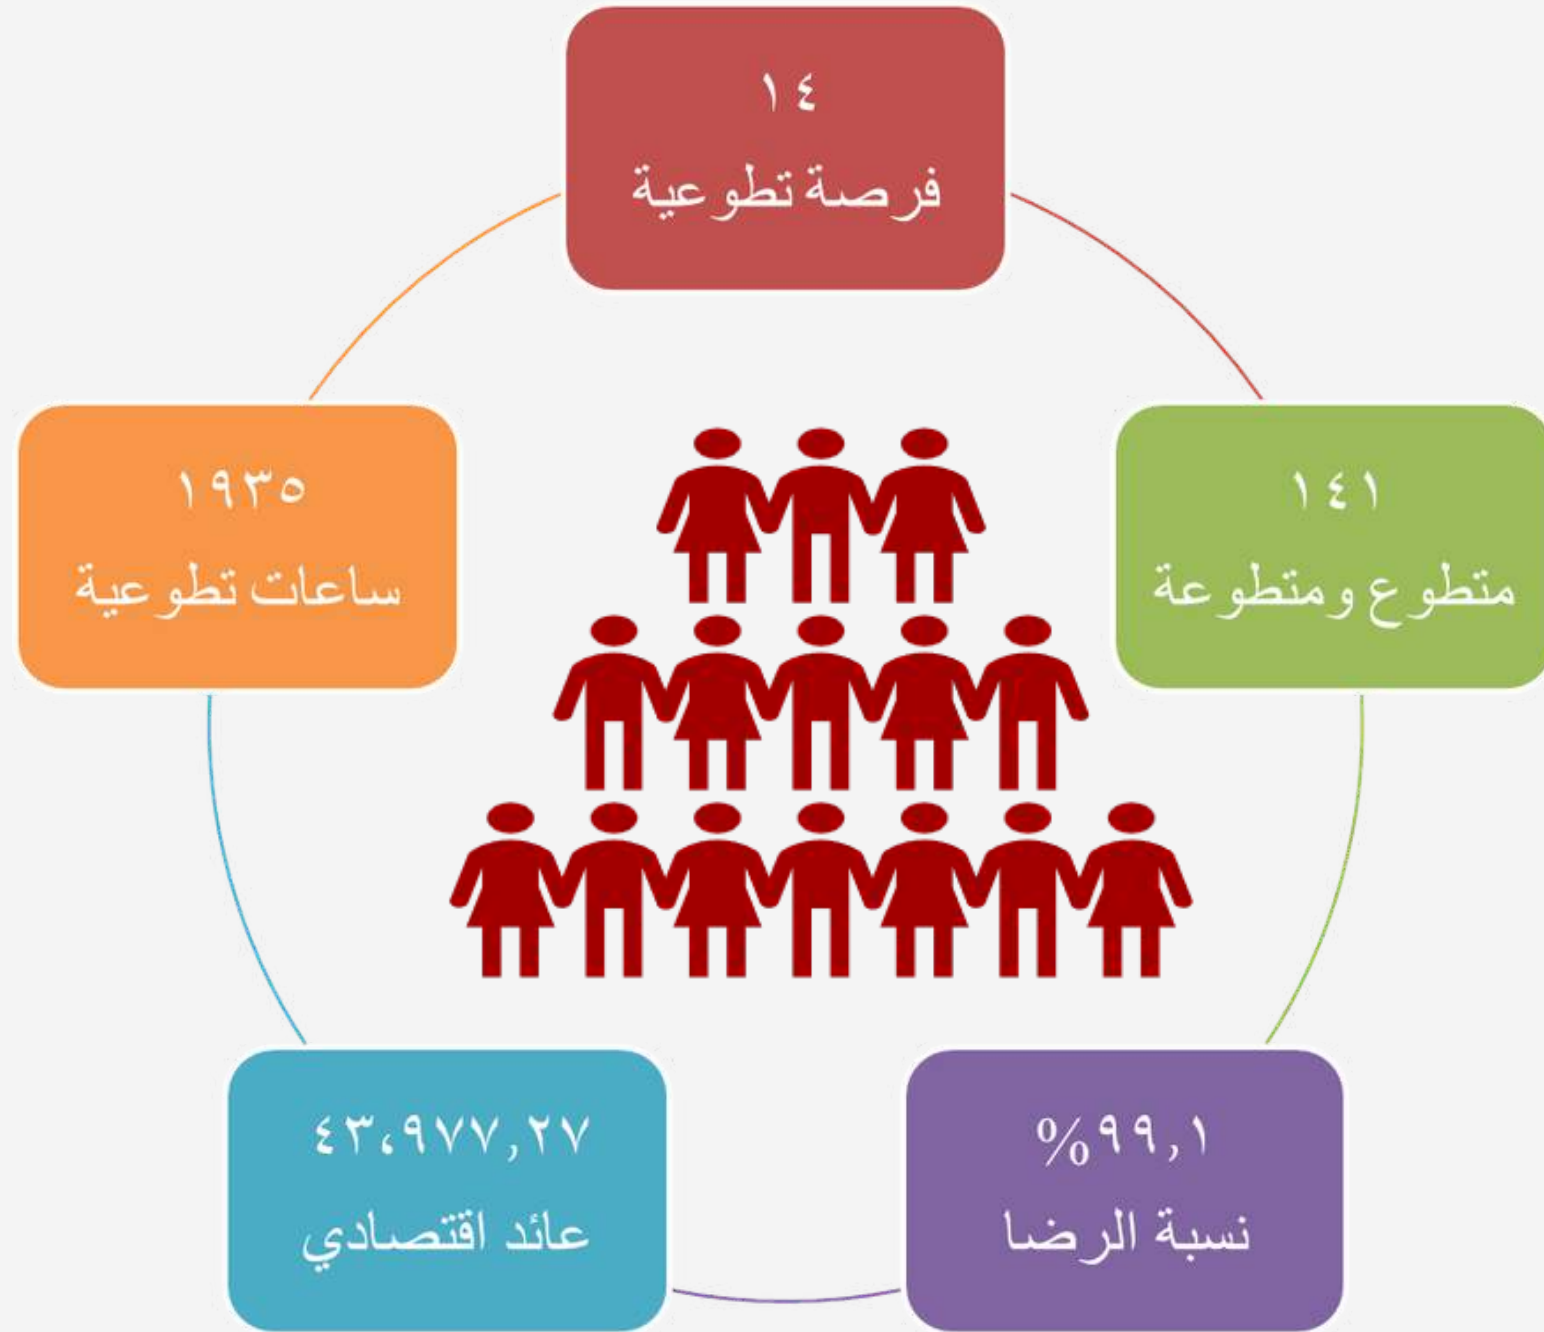 ١٤
فرصة تطوعية
١٤١
متطوع ومتطوعة
%٩٩,١
نسبة الرضا
٤٣،٩٧٧,٢٧
عائد اقتصادي
١٩٣٥
ساعات تطوعية